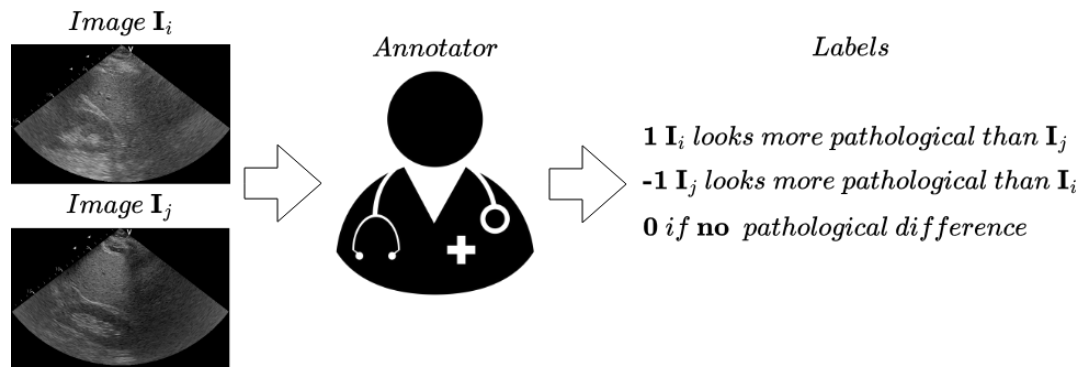 Image I_i
Annotator
Labels
1 I_i looks more pathological than I_j
-1 I_j looks more pathological than I_i
0 if no pathological difference
Image I_j